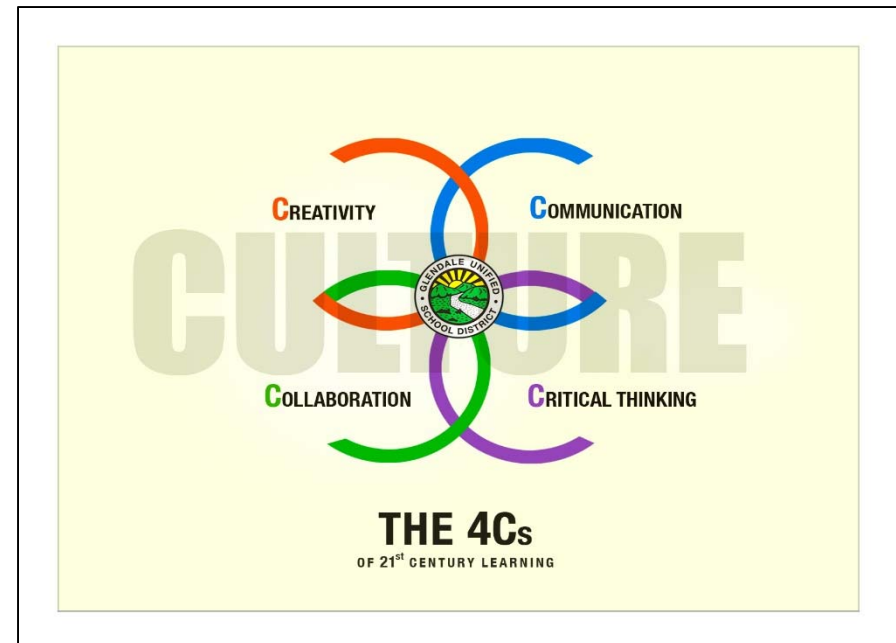 CREATIVITY
COMMUNICATION
CULTURE
GLENDALE UNIFIED
SCHOOL DISTRICT
COLLABORATION
CRITICAL THINKING
THE 4Cs
OF 21st CENTURY LEARNING